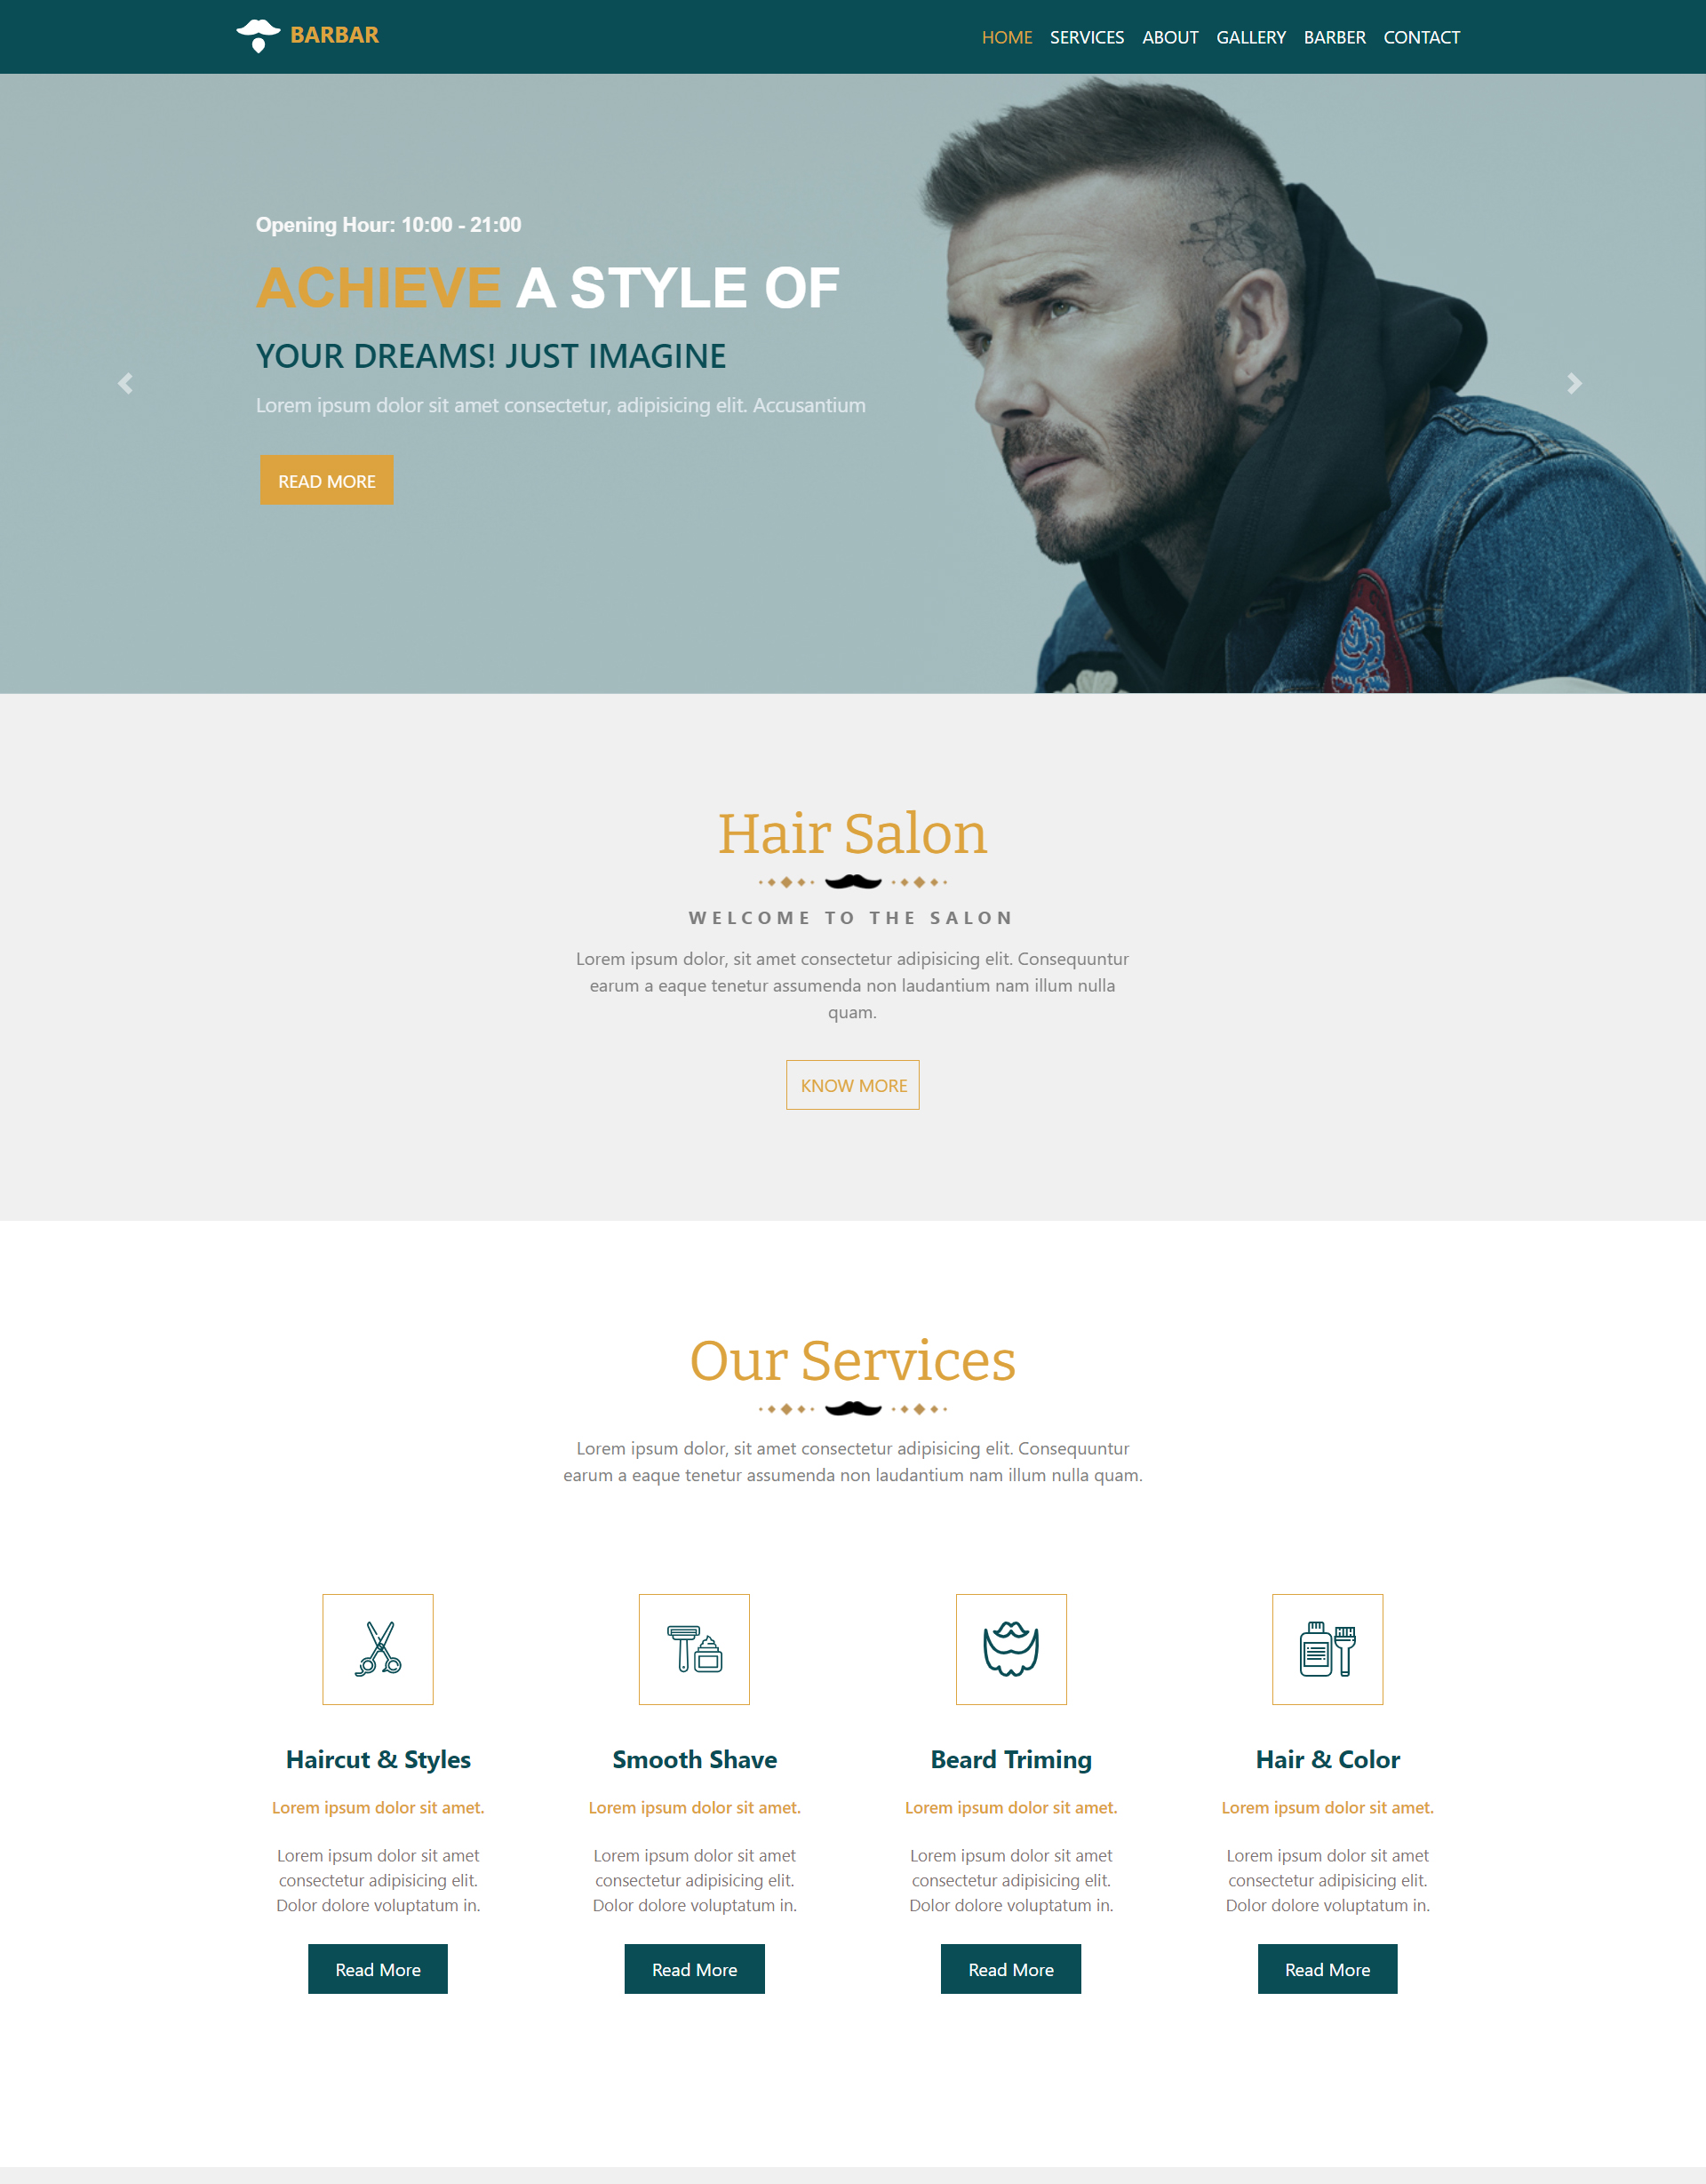 BARBAR
HOME SERVICES ABOUT GALLERY BARBER CONTACT
Opening Hour: 10:00 - 21:00
ACHIEVE A STYLE OF
YOUR DREAMS! JUST IMAGINE
Lorem ipsum dolor sit amet consectetur, adipisicing elit. Accusantium
READ MORE
Hair Salon
WELCOME TO THE SALON
Lorem ipsum dolor, sit amet consectetur adipisicing elit. Consequuntur
earum a eaque tenetur assumenda non laudantium nam illum nulla
quam.
KNOW MORE
Our Services
Lorem ipsum dolor, sit amet consectetur adipisicing elit. Consequuntur
earum a eaque tenetur assumenda non laudantium nam illum nulla quam.
Haircut & Styles
Lorem ipsum dolor sit amet.
Lorem ipsum dolor sit amet
consectetur adipisicing elit.
Dolor dolore voluptatum in.
Read More
Smooth Shave
Lorem ipsum dolor sit amet.
Lorem ipsum dolor sit amet
consectetur adipisicing elit.
Dolor dolore voluptatum in.
Read More
Beard Triming
Lorem ipsum dolor sit amet.
Lorem ipsum dolor sit amet
consectetur adipisicing elit.
Dolor dolore voluptatum in.
Read More
Hair & Color
Lorem ipsum dolor sit amet.
Lorem ipsum dolor sit amet
consectetur adipisicing elit.
Dolor dolore voluptatum in.
Read More